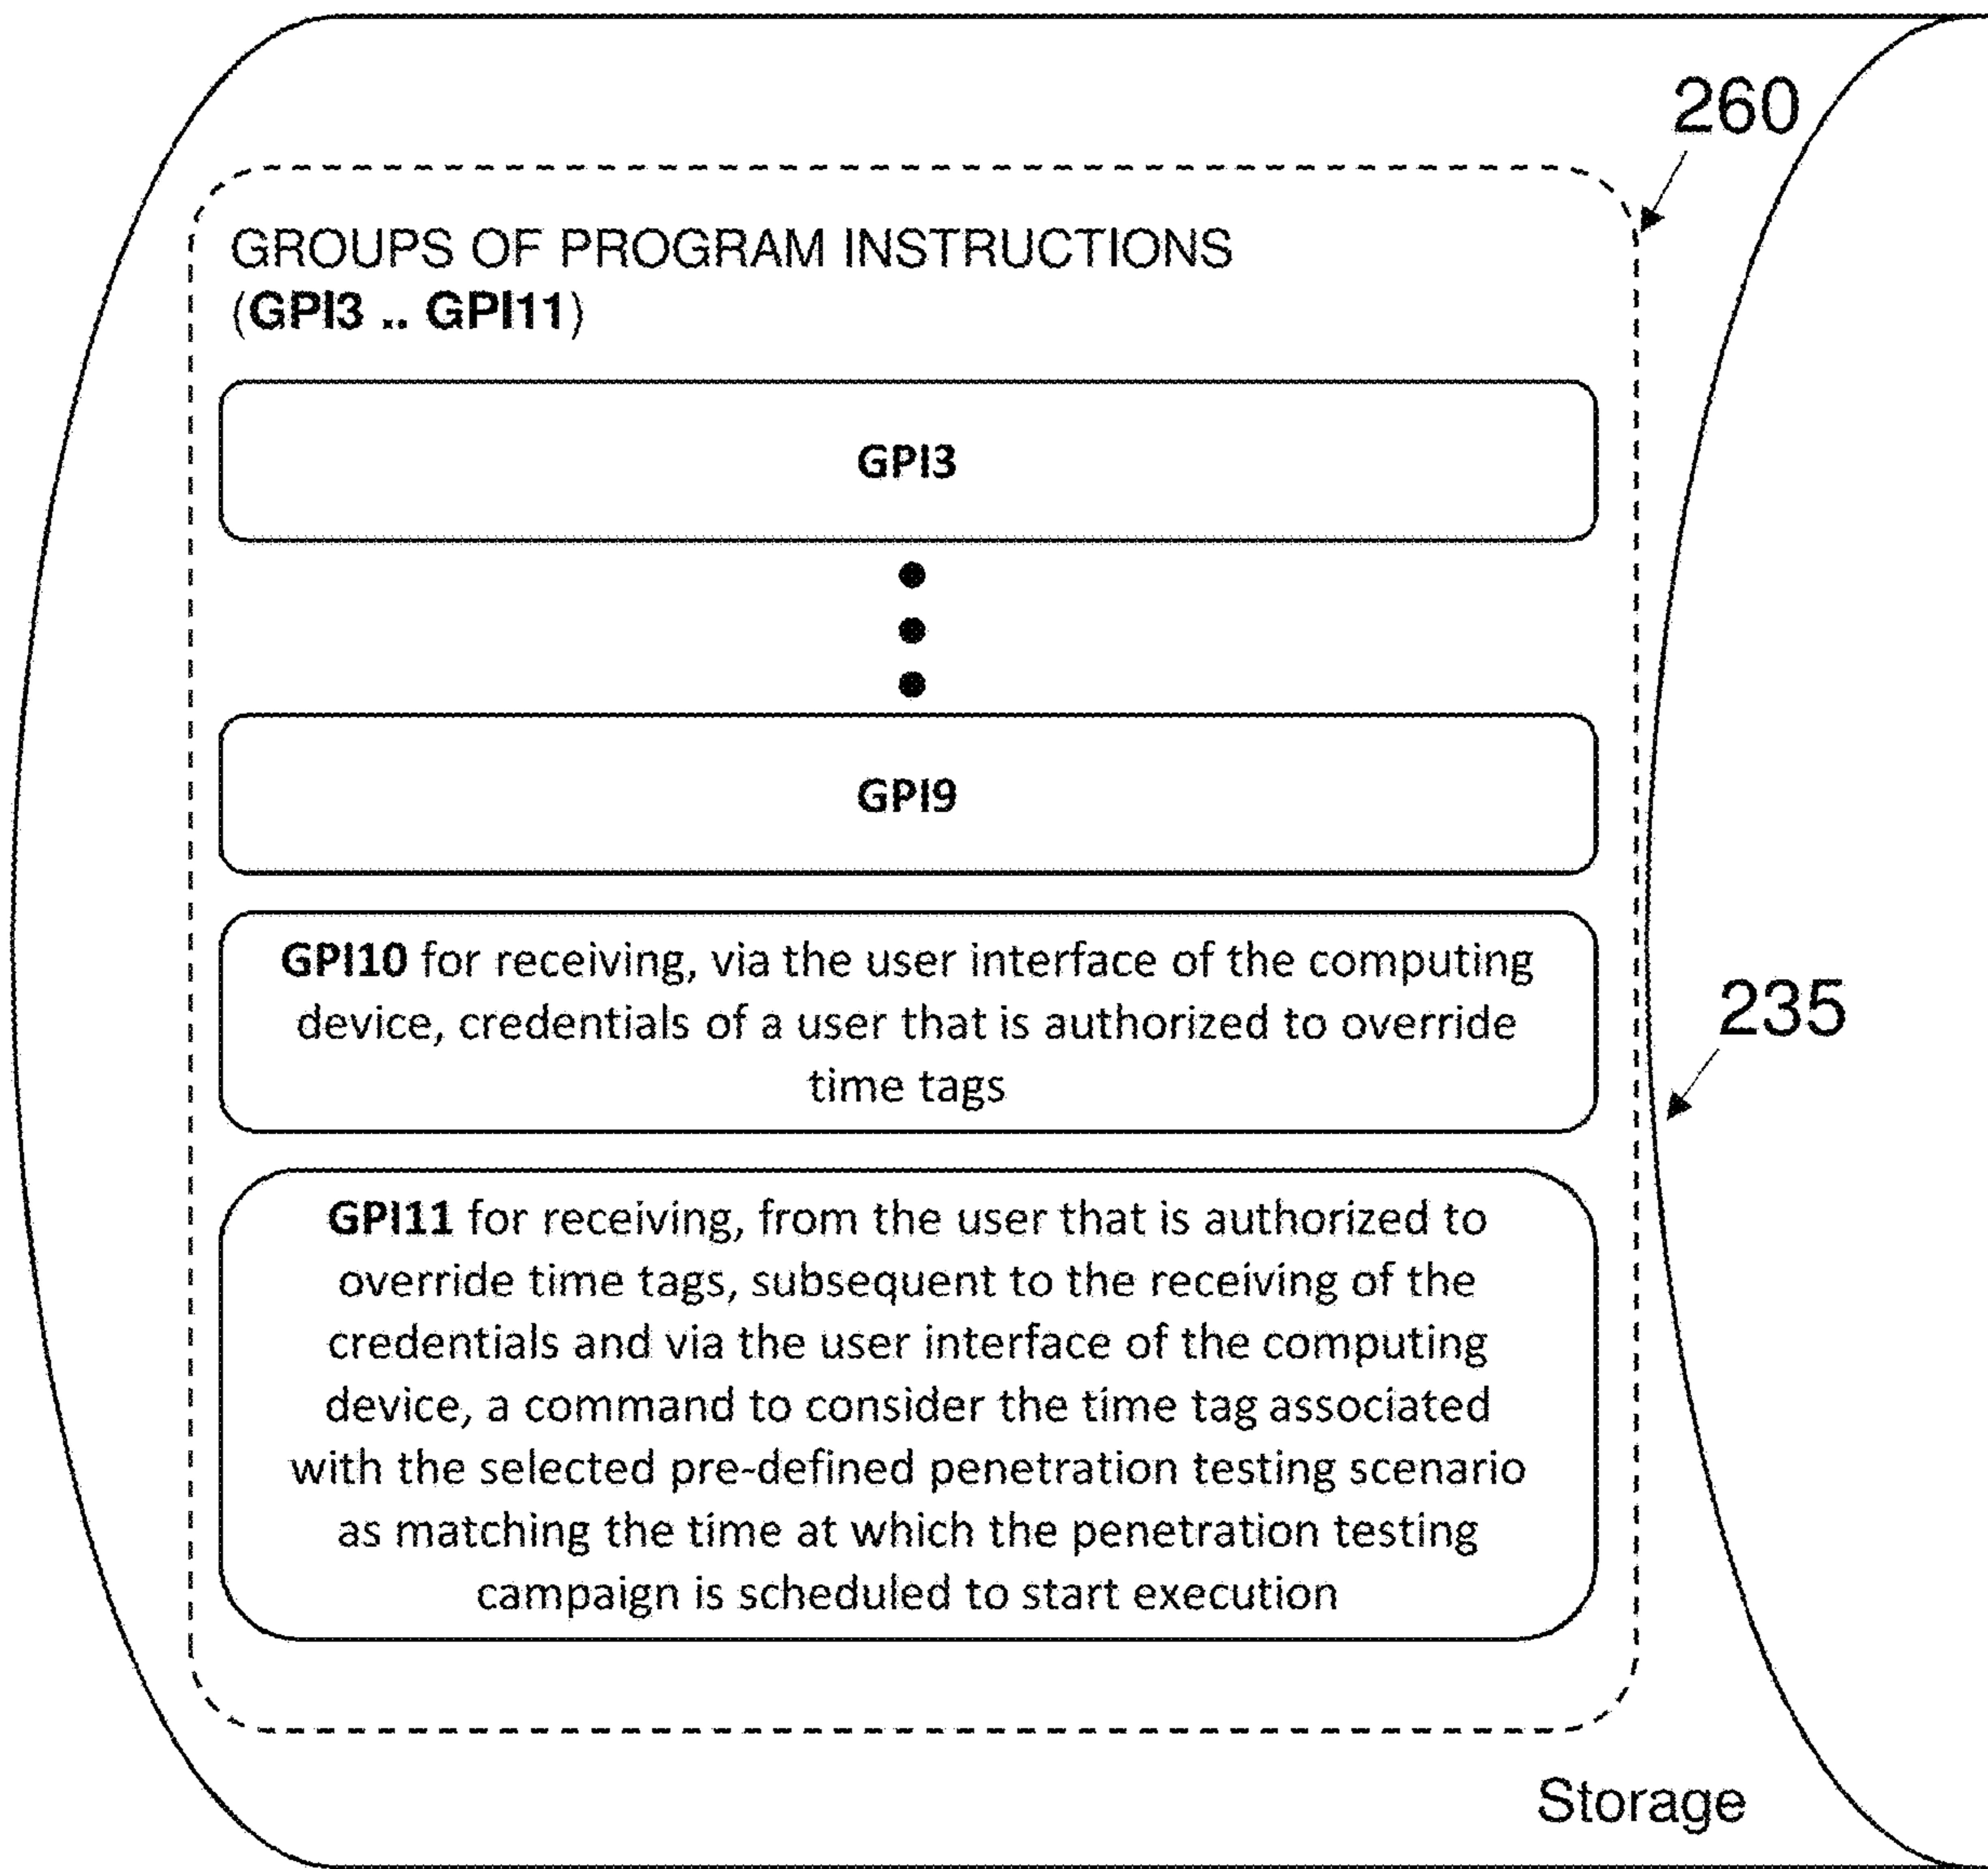 260
GROUPS OF PROGRAM INSTRUCTIONS
(GPI3 .. GPI11)
GPI3
GPI9
GPI10 for receiving, via the user interface of the computing
device, credentials of a user that is authorized to override
time tags
235
GPI11 for receiving, from the user that is authorized to
override time tags, subsequent to the receiving of the
credentials and via the user interface of the computing
device, a command to consider the time tag associated
with the selected pre-defined penetration testing scenario
as matching the time at which the penetration testing
campaign is scheduled to start execution
Storage